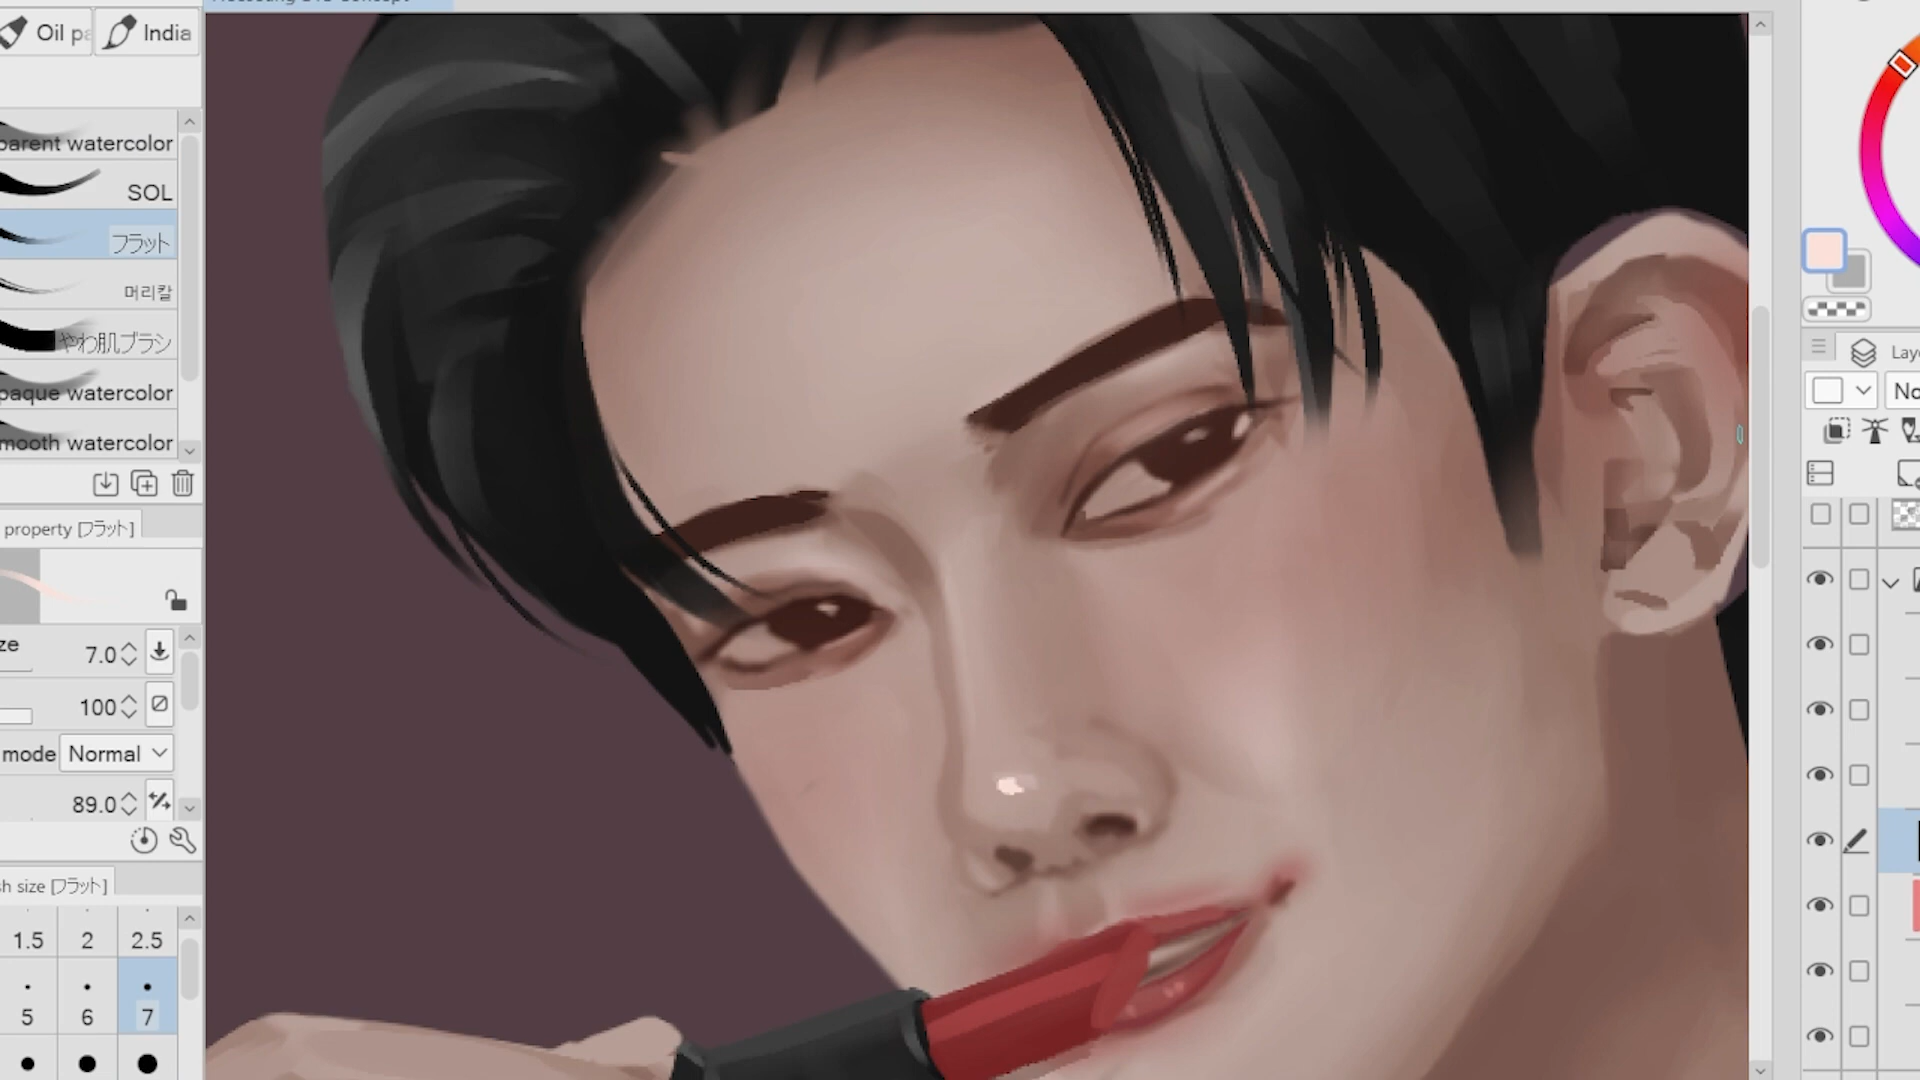 Oil pa
India
parent watercolor
SOL
フラット
머리칼
やわ肌ブラシ
paque watercolor
mooth watercolor
property [フラット]
ze
7.0
100
mode
Normal
89.0
sh size [フラット]
1.5
2
2.5
5
6
7
Laye
No